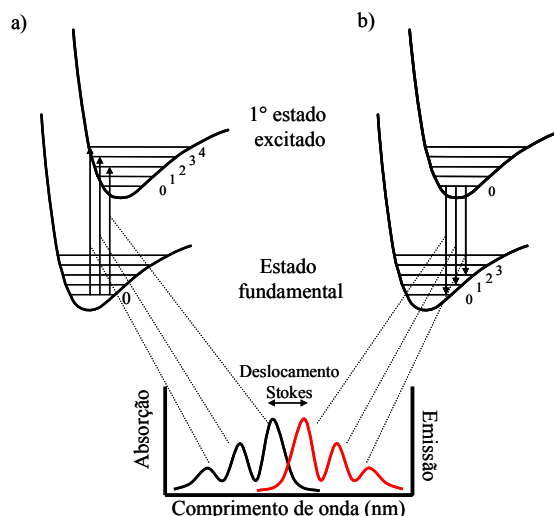 a)
b)
1° estado
excitado
0 1 2 3 4
0
Estado
fundamental
0
0 1 2 3
Deslocamento
Stokes
Absorção
Emissão
Comprimento de onda (nm)